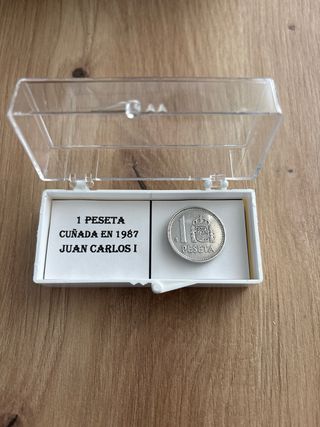 1 PESETA
CUÑADA EN 1987
JUAN CARLOS I
1
PESETA